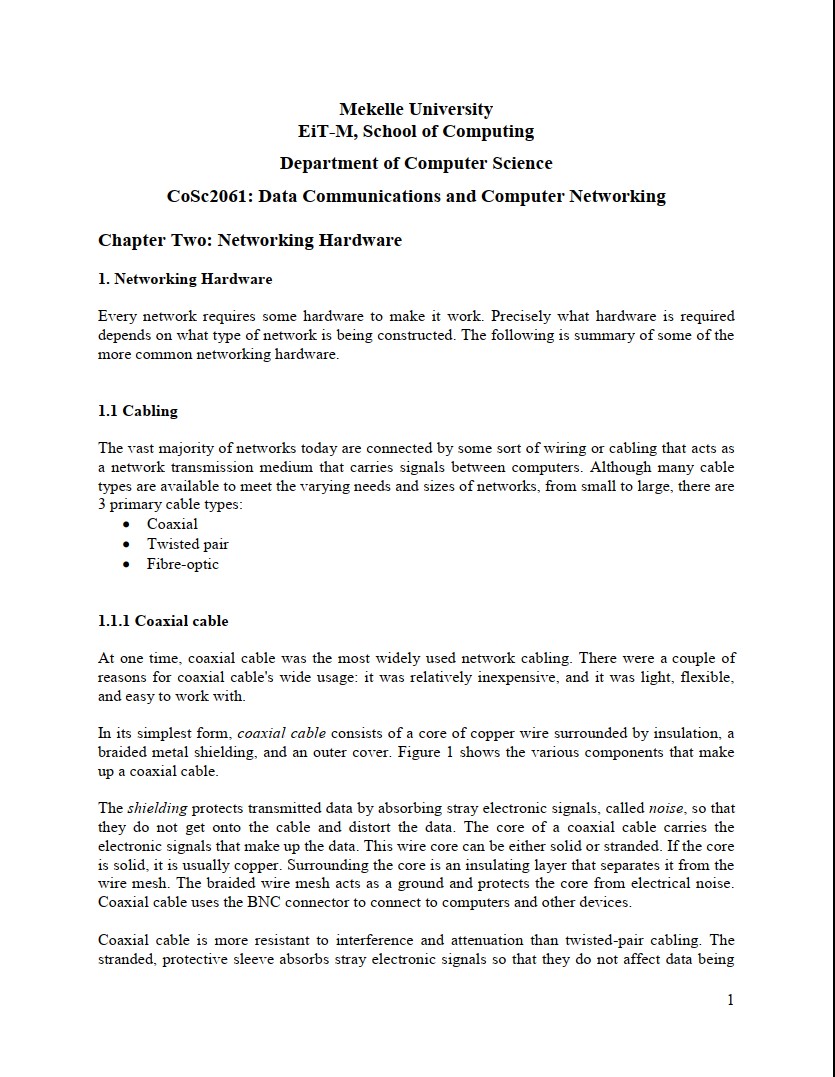 Mekelle University
EiT-M, School of Computing
Department of Computer Science
CoSc2061: Data Communications and Computer Networking
Chapter Two: Networking Hardware
1. Networking Hardware
Every network requires some hardware to make it work. Precisely what hardware is required
depends on what type of network is being constructed. The following is summary of some of the
more common networking hardware.
1.1 Cabling
The vast majority of networks today are connected by some sort of wiring or cabling that acts as
a network transmission medium that carries signals between computers. Although many cable
types are available to meet the varying needs and sizes of networks, from small to large, there are
3 primary cable types:
• Coaxial
• Twisted pair
• Fibre-optic
1.1.1 Coaxial cable
At one time, coaxial cable was the most widely used network cabling. There were a couple of
reasons for coaxial cable's wide usage: it was relatively inexpensive, and it was light, flexible,
and easy to work with.
In its simplest form, coaxial cable consists of a core of copper wire surrounded by insulation, a
braided metal shielding, and an outer cover. Figure 1 shows the various components that make
up a coaxial cable.
The shielding protects transmitted data by absorbing stray electronic signals, called noise, so that
they do not get onto the cable and distort the data. The core of a coaxial cable carries the
electronic signals that make up the data. This wire core can be either solid or stranded. If the core
is solid, it is usually copper. Surrounding the core is an insulating layer that separates it from the
wire mesh. The braided wire mesh acts as a ground and protects the core from electrical noise.
Coaxial cable uses the BNC connector to connect to computers and other devices.
Coaxial cable is more resistant to interference and attenuation than twisted-pair cabling. The
stranded, protective sleeve absorbs stray electronic signals so that they do not affect data being
1